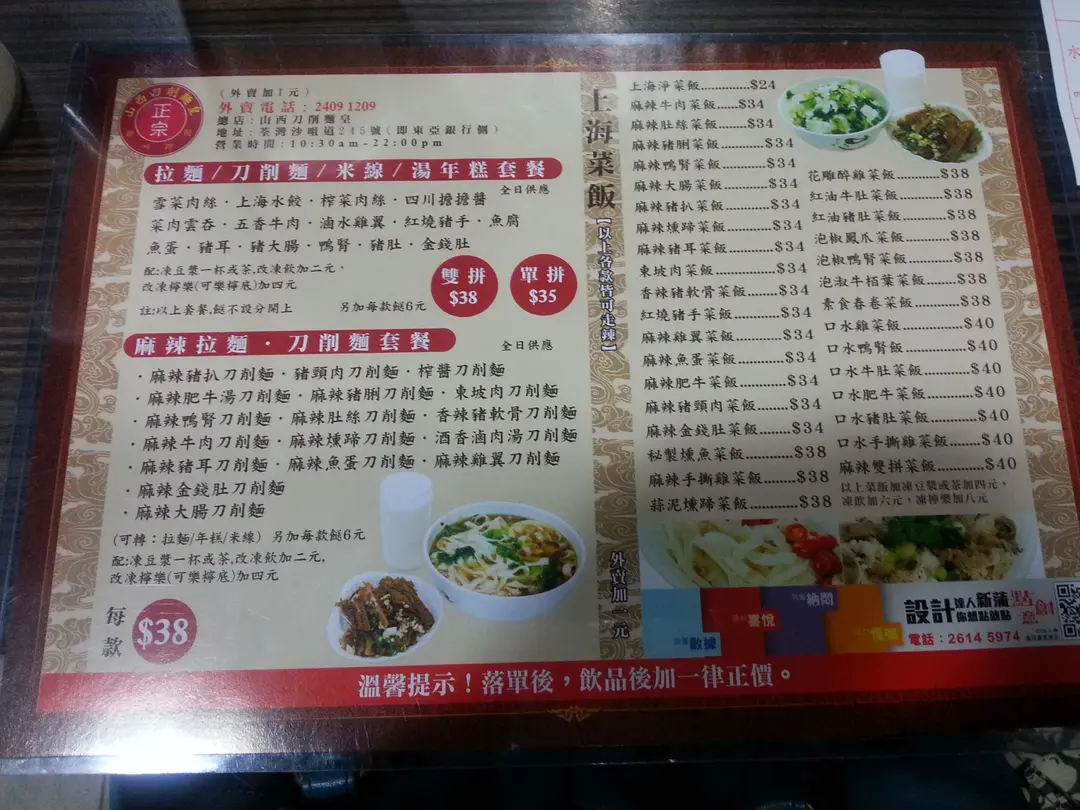 山西刀削麵皇
正宗
(外賣加1元)
外賣電話：2409 1209
總店：山西刀削麵皇
地址：荃灣沙咀道245號(即東亞銀行側)
營業時間：10:30am-22:00pm
拉麵/刀削麵/米線/湯年糕套餐
全日供應
雪菜肉絲·上海水餃·榨菜肉絲·四川擔擔醬
菜肉雲吞·五香牛肉·滷水雞翼·紅燒豬手·魚腐
魚蛋·豬耳·豬大腸·鴨腎·豬肚·金錢肚
配:凍豆漿一杯或茶,改凍飲加二元，
改凍檸樂(可樂檸底)加四元
註:以上套餐,餸不設分開上
另加每款餸6元
雙拼
$38
單拼
$35
麻辣拉麵·刀削麵套餐
全日供應
·麻辣豬扒刀削麵·豬頸肉刀削麵·榨醬刀削麵
·麻辣肥牛湯刀削麵·麻辣豬脷刀削麵·東坡肉刀削麵
·麻辣鴨腎刀削麵·麻辣肚絲刀削麵·香辣豬軟骨刀削麵
·麻辣牛肉刀削麵·麻辣燻蹄刀削麵·酒香滷肉湯刀削麵
·麻辣豬耳刀削麵·麻辣魚蛋刀削麵·麻辣雞翼刀削麵
·麻辣金錢肚刀削麵
·麻辣大腸刀削麵
(可轉：拉麵/年糕/米線) 另加每款餸6元
配:凍豆漿一杯或茶,改凍飲加二元,
改凍檸樂(可樂檸底)加四元
每款
$38
上海菜飯
【以上各款皆可走辣】
外賣加一元
上海淨菜飯..............$24
麻辣牛肉菜飯.....$34
麻辣肚絲菜飯........$34
麻辣豬脷菜飯............$34
麻辣鴨腎菜飯............$34
麻辣大腸菜飯............$34
麻辣豬扒菜飯............$34
麻辣燻蹄菜飯............$34
麻辣豬耳菜飯............$34
東坡肉菜飯...............$34
香辣豬軟骨菜飯........$34
紅燒豬手菜飯............$34
麻辣雞翼菜飯............$34
麻辣魚蛋菜飯............$34
麻辣肥牛菜飯............$34
麻辣豬頸肉菜飯........$34
麻辣金錢肚菜飯........$34
秘製燻魚菜飯............$38
麻辣手撕雞菜飯........$38
蒜泥燻蹄菜飯............$38
花雕醉雞菜飯............$38
紅油牛肚菜飯............$38
紅油豬肚菜飯............$38
泡椒鳳爪菜飯............$38
泡椒鴨腎菜飯............$38
泡淑牛栢葉菜飯........$38
素食春卷菜飯............$38
口水雞菜飯...............$40
口水鴨腎飯...............$40
口水牛肚菜飯............$40
口水肥牛菜飯............$40
口水豬肚菜飯............$40
口水手撕雞菜飯........$40
麻辣雙拼菜飯............$40
以上菜飯加凍豆漿或茶加四元，
凍飲加六元，凍檸樂加八元
納悶
喜悅
數據
設計達人新蒲點創意
電話：2614 5974
溫馨提示！落單後，飲品後加一律正價。